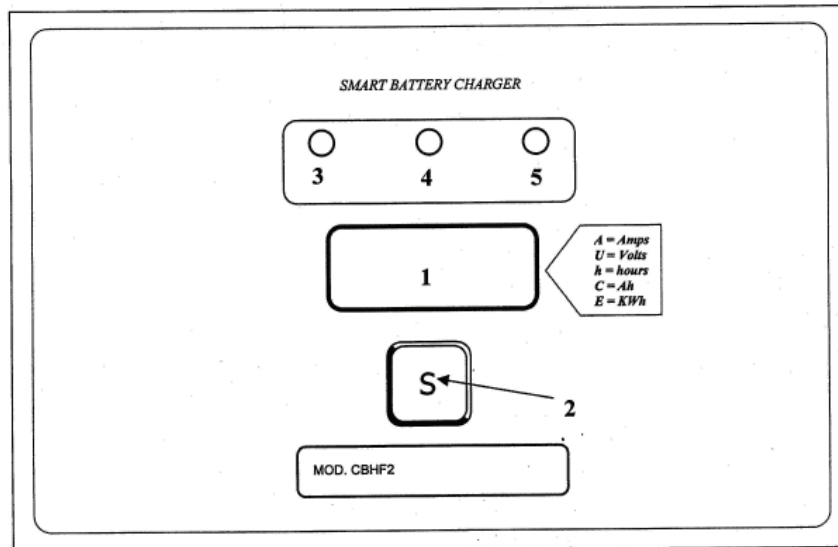 SMART BATTERY CHARGER
3 4 5
1
A = Amps
U = Volts
h = hours
C = Ah
E = KWh
S
2
MOD. CBHF2